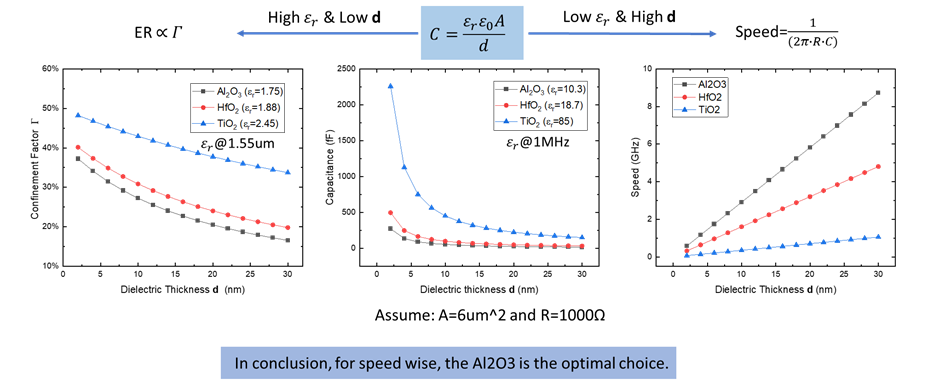 High εr & Low d
Low εr & High d
ER ∝ Γ
C = εrε0A / d
Speed= 1 / (2π·R·C)
60%
50%
40%
30%
20%
10%
Confinement Factor Γ
Al2O3 (εr=1.75)
HfO2 (εr=1.88)
TiO2 (εr=2.45)
εr@1.55um
0 5 10 15 20 25 30
Dielectric Thickness d (nm)
2500
2000
1500
1000
500
0
Capacitance (fF)
Al2O3 (εr=10.3)
HfO2 (εr=18.7)
TiO2 (εr=85)
εr@1MHz
0 5 10 15 20 25 30
Dielectric thickness d (nm)
10
8
6
4
2
0
Speed (GHz)
Al2O3
HfO2
TiO2
0 5 10 15 20 25 30
Dielectric Thickness d (nm)
Assume: A=6um^2 and R=1000Ω
In conclusion, for speed wise, the Al2O3 is the optimal choice.